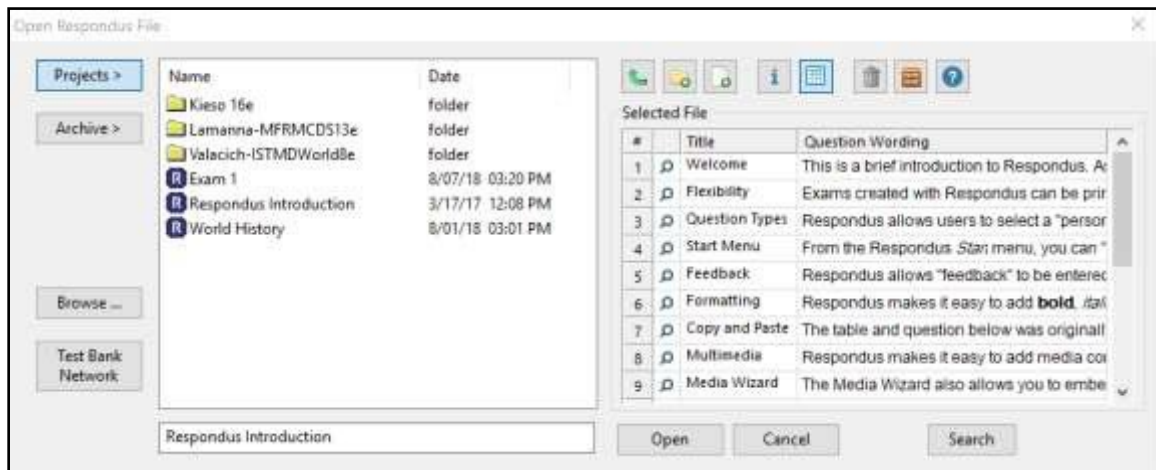 Open Respondus File
Projects >
Archive >
Browse ...
Test Bank
Network
Name Date
Kieso 16e folder
Lamanna-MFRMCDS13e folder
Valacich-ISTMDWorld8e folder
Exam 1 8/07/18 03:20 PM
Respondus Introduction 3/17/17 12:08 PM
World History 8/01/18 03:01 PM
Respondus Introduction
Selected File
# Title Question Wording
1 Welcome This is a brief introduction to Respondus.
2 Flexibility Exams created with Respondus can be prir
3 Question Types Respondus allows users to select a "person
4 Start Menu From the Respondus Start menu, you can "
5 Feedback Respondus allows "feedback" to be entered
6 Formatting Respondus makes it easy to add bold,
7 Copy and Paste The table and question below was originall
8 Multimedia Respondus makes it easy to add media
9 Media Wizard The Media Wizard also allows you to embe
Open Cancel Search